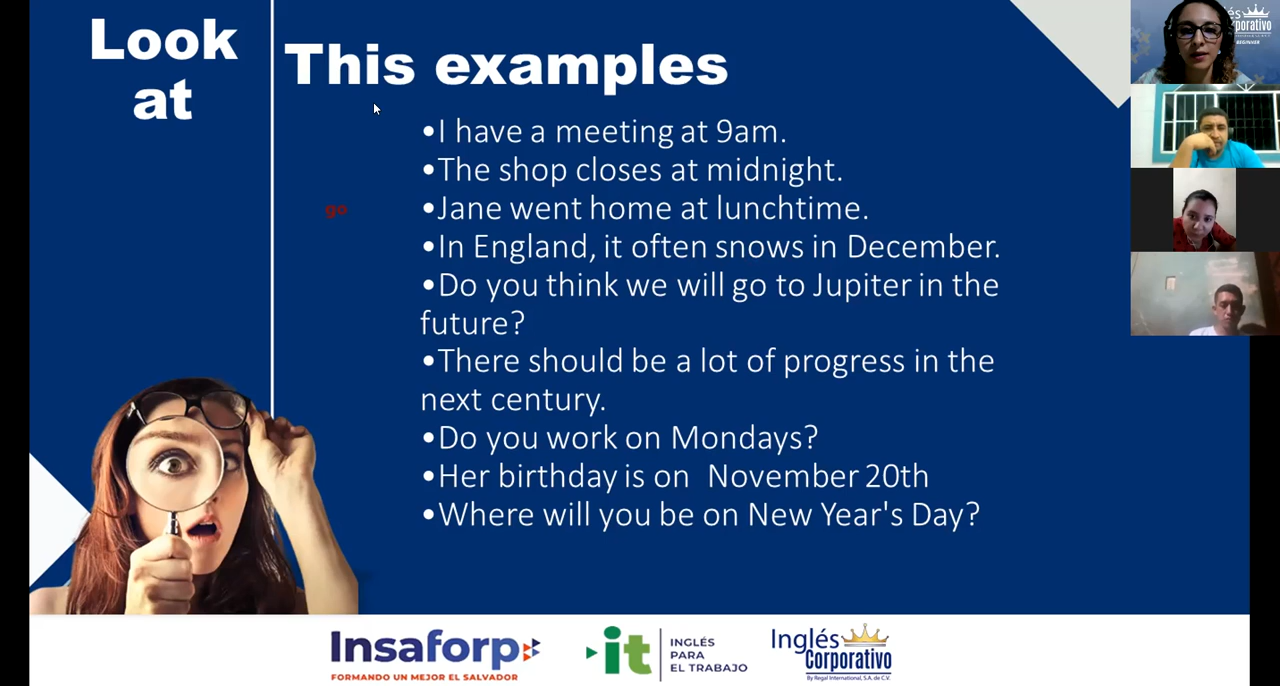 Look
at
This examples
•I have a meeting at 9am.
•The shop closes at midnight.
go
•Jane went home at lunchtime.
•In England, it often snows in December.
•Do you think we will go to Jupiter in the
future?
•There should be a lot of progress in the
next century.
•Do you work on Mondays?
•Her birthday is on  November 20th
•Where will you be on New Year's Day?
Insaforp
FORMANDO UN MEJOR EL SALVADOR
it
INGLÉS
PARA
EL TRABAJO
Inglés
Corporativo
By Regal International, S.A. de C.V.
BEGINNER